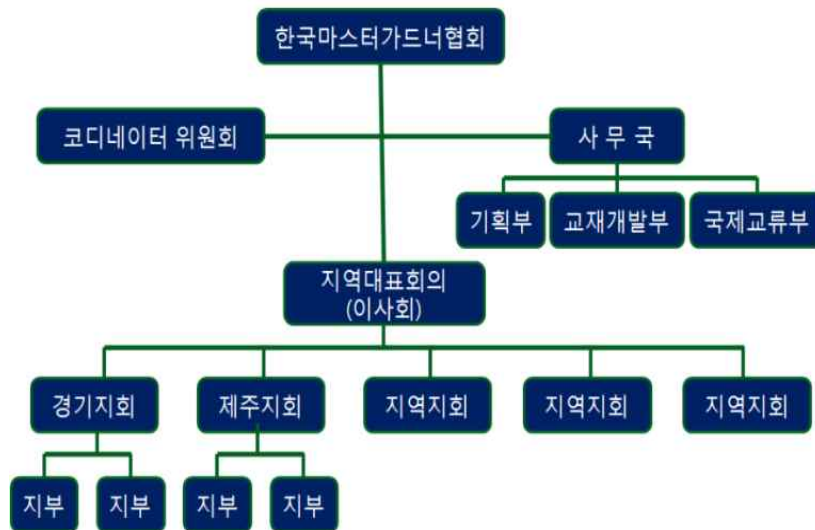 한국마스터가드너협회
코디네이터 위원회
사 무 국
기획부
교재개발부
국제교류부
지역대표회의
(이사회)
경기지회
제주지회
지역지회
지역지회
지역지회
지부
지부
지부
지부